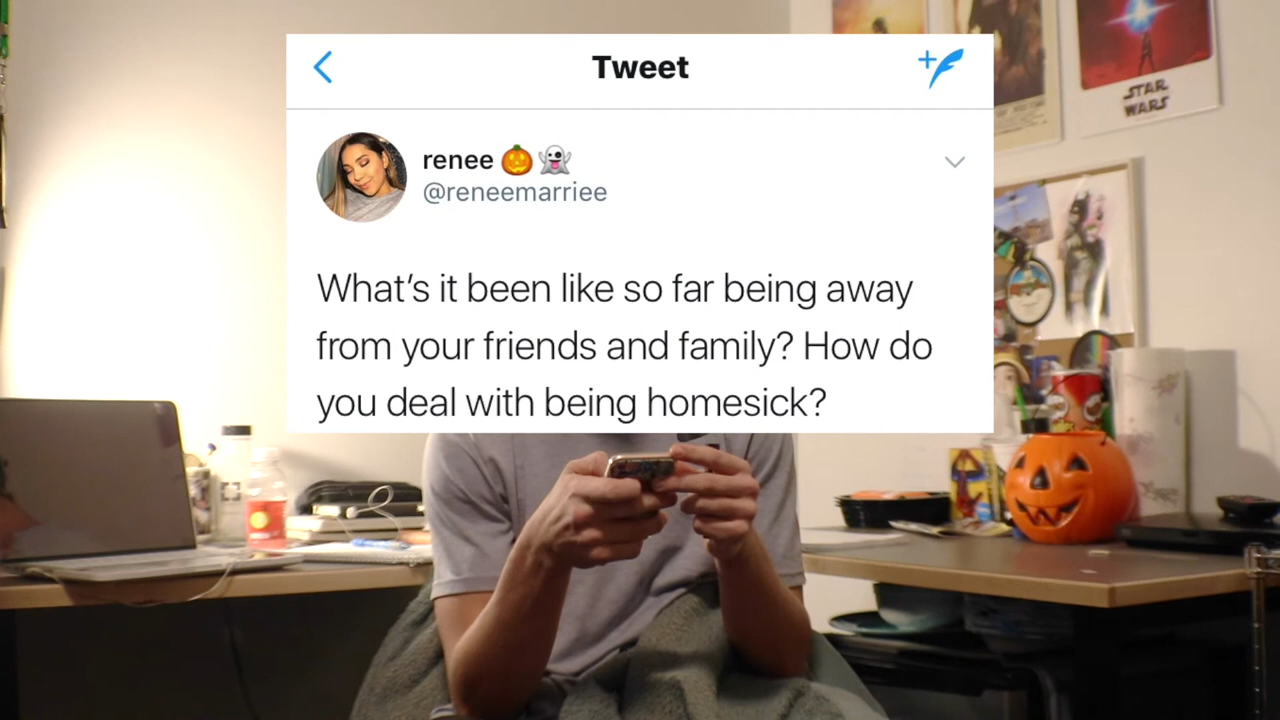 Tweet
renee 🎃👻
@reneemarriee
What's it been like so far being away
from your friends and family? How do
you deal with being homesick?
STAR
WARS